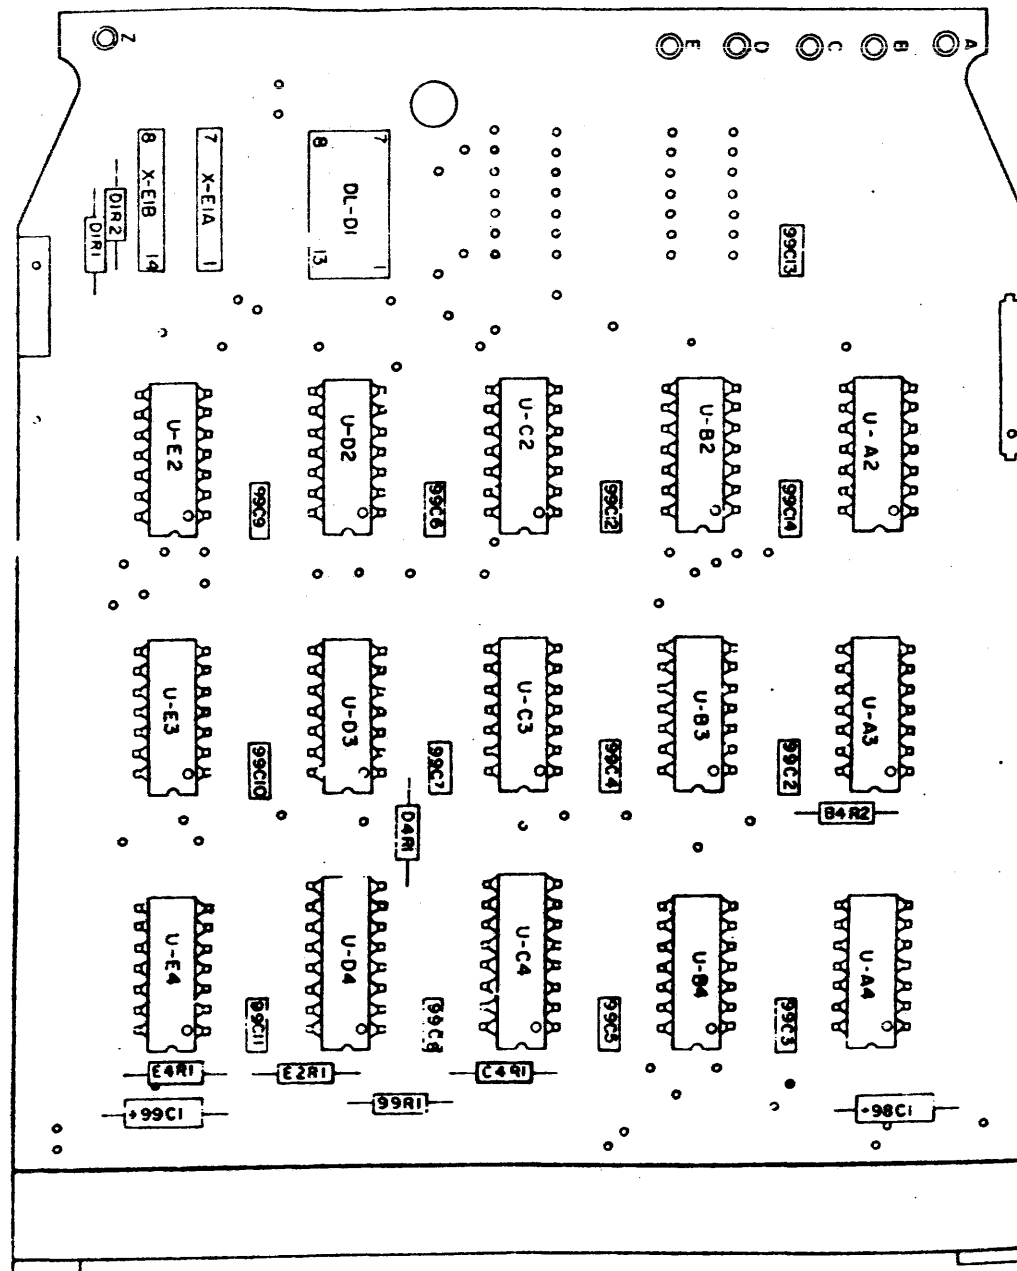 Z
E
D
C
B
A
8
7
8
7
X-E1B
X-E1A
DL-D1
D1R2
D1R1
14
1
13
1
99C13
U-E2
U-D2
U-C2
U-B2
U-A2
99C9
99C6
99C12
99C14
U-E3
U-D3
U-C3
U-B3
U-A3
99C10
99C7
99C4
99C2
D4R1
B4R2
U-E4
U-D4
U-C4
U-B4
U-A4
99C11
99C5
99C3
E4R1
E2R1
C4R1
99R1
+99C1
98C1